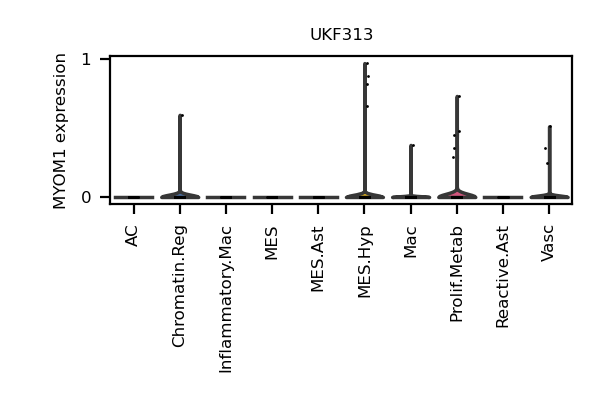 UKF313
MYOM1 expression
1
0
AC
Chromatin.Reg
Inflammatory.Mac
MES
MES.Ast
MES.Hyp
Mac
Prolif.Metab
Reactive.Ast
Vasc